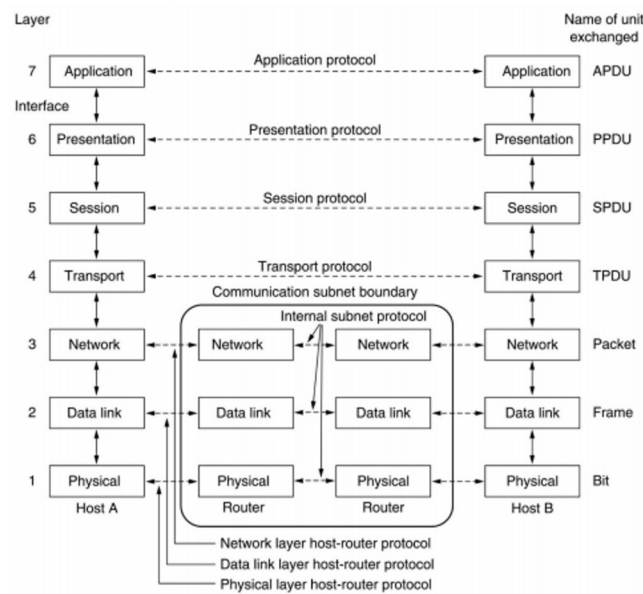 Layer
Name of unit
exchanged
7 Application Application protocol Application APDU
Interface
6 Presentation Presentation protocol Presentation PPDU
5 Session Session protocol Session SPDU
4 Transport Transport protocol Transport TPDU
Communication subnet boundary
Internal subnet protocol
3 Network Network Network Network Packet
2 Data link Data link Data link Data link Frame
1 Physical Physical Physical Physical Bit
Host A Router Router Host B
Network layer host-router protocol
Data link layer host-router protocol
Physical layer host-router protocol